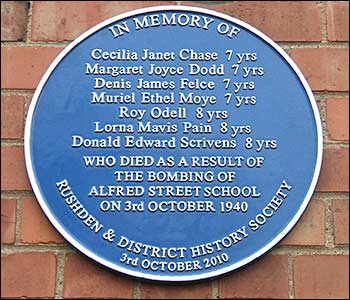 IN MEMORY OF
Cecilia Janet Chase 7 yrs
Margaret Joyce Dodd 7 yrs
Denis James Felce 7 yrs
Muriel Ethel Moye 7 yrs
Roy Odell 8 yrs
Lorna Mavis Pain 8 yrs
Donald Edward Scrivens 8 yrs
WHO DIED AS A RESULT OF
THE BOMBING OF
ALFRED STREET SCHOOL
ON 3rd OCTOBER 1940
RUSHDEN & DISTRICT HISTORY SOCIETY
3rd OCTOBER 2010